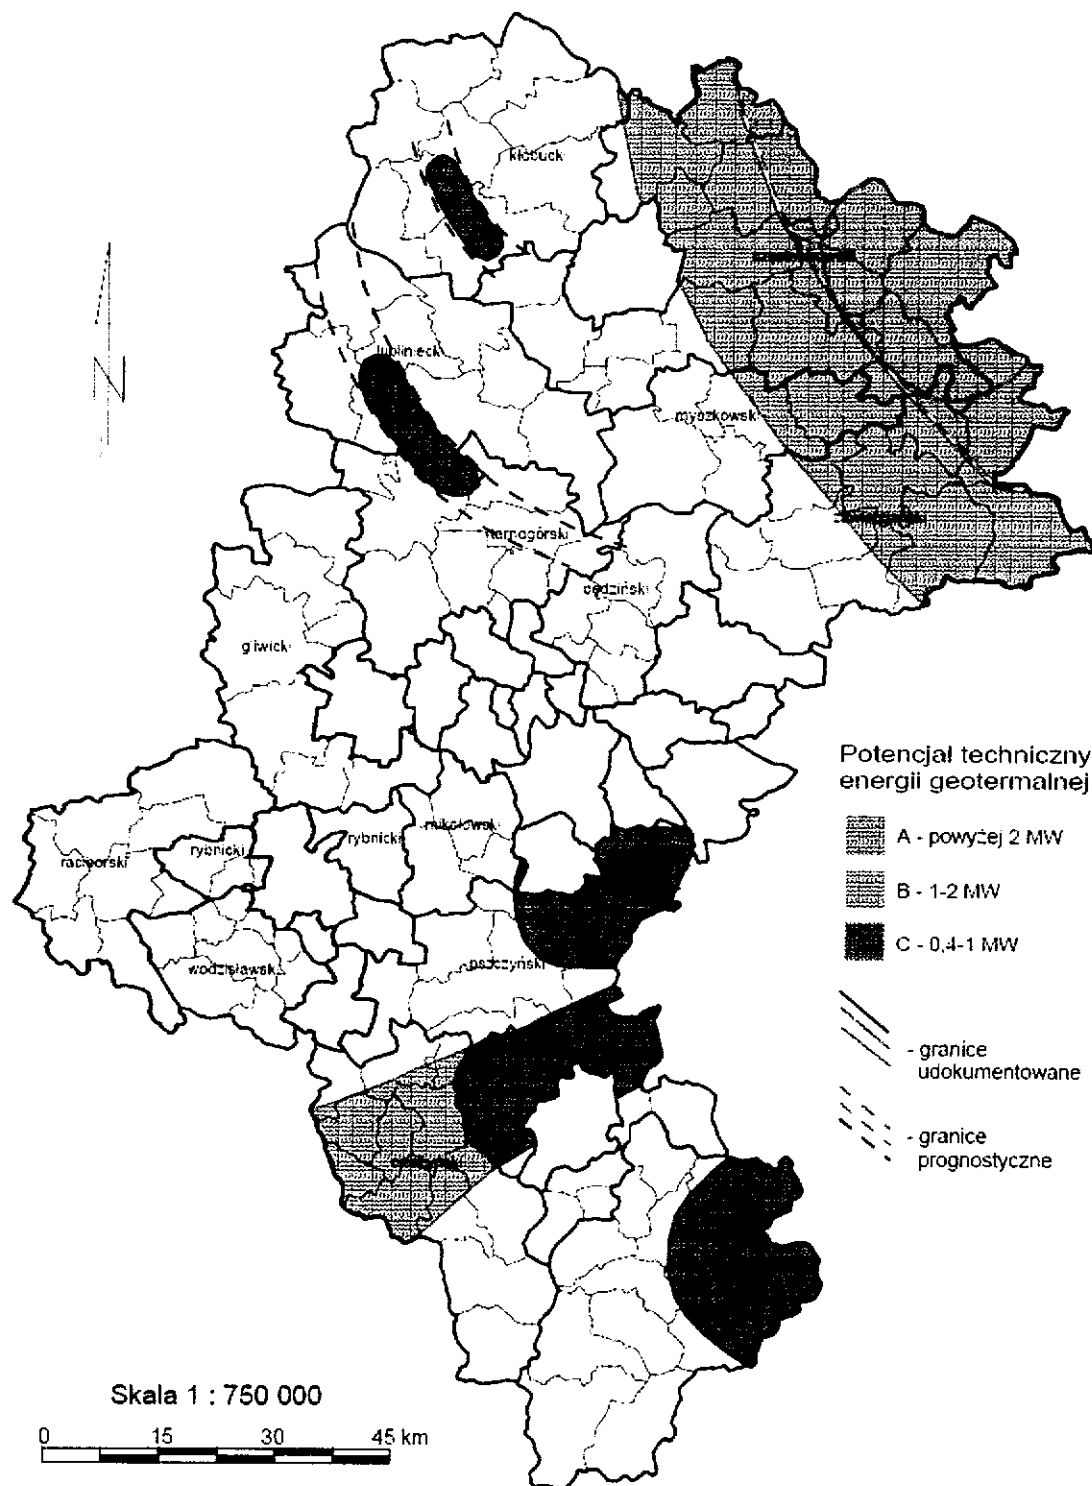 kłobuck
lubliniecki
myszkowski
tarnogórski
będziński
gliwicki
mikołowski
rybnicki
rybnicki
raciborski
wodzisławski
pszczyński
N
Potencjał techniczny
energii geotermalnej
A - powyżej 2 MW
B - 1-2 MW
C - 0,4-1 MW
- granice
udokumentowane
- granice
prognostyczne
Skala 1 : 750 000
0 15 30 45 km